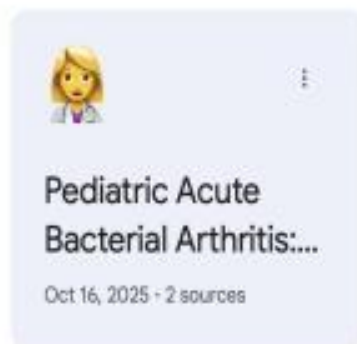 Pediatric Acute
Bacterial Arthritis:...
Oct 16, 2025 · 2 sources